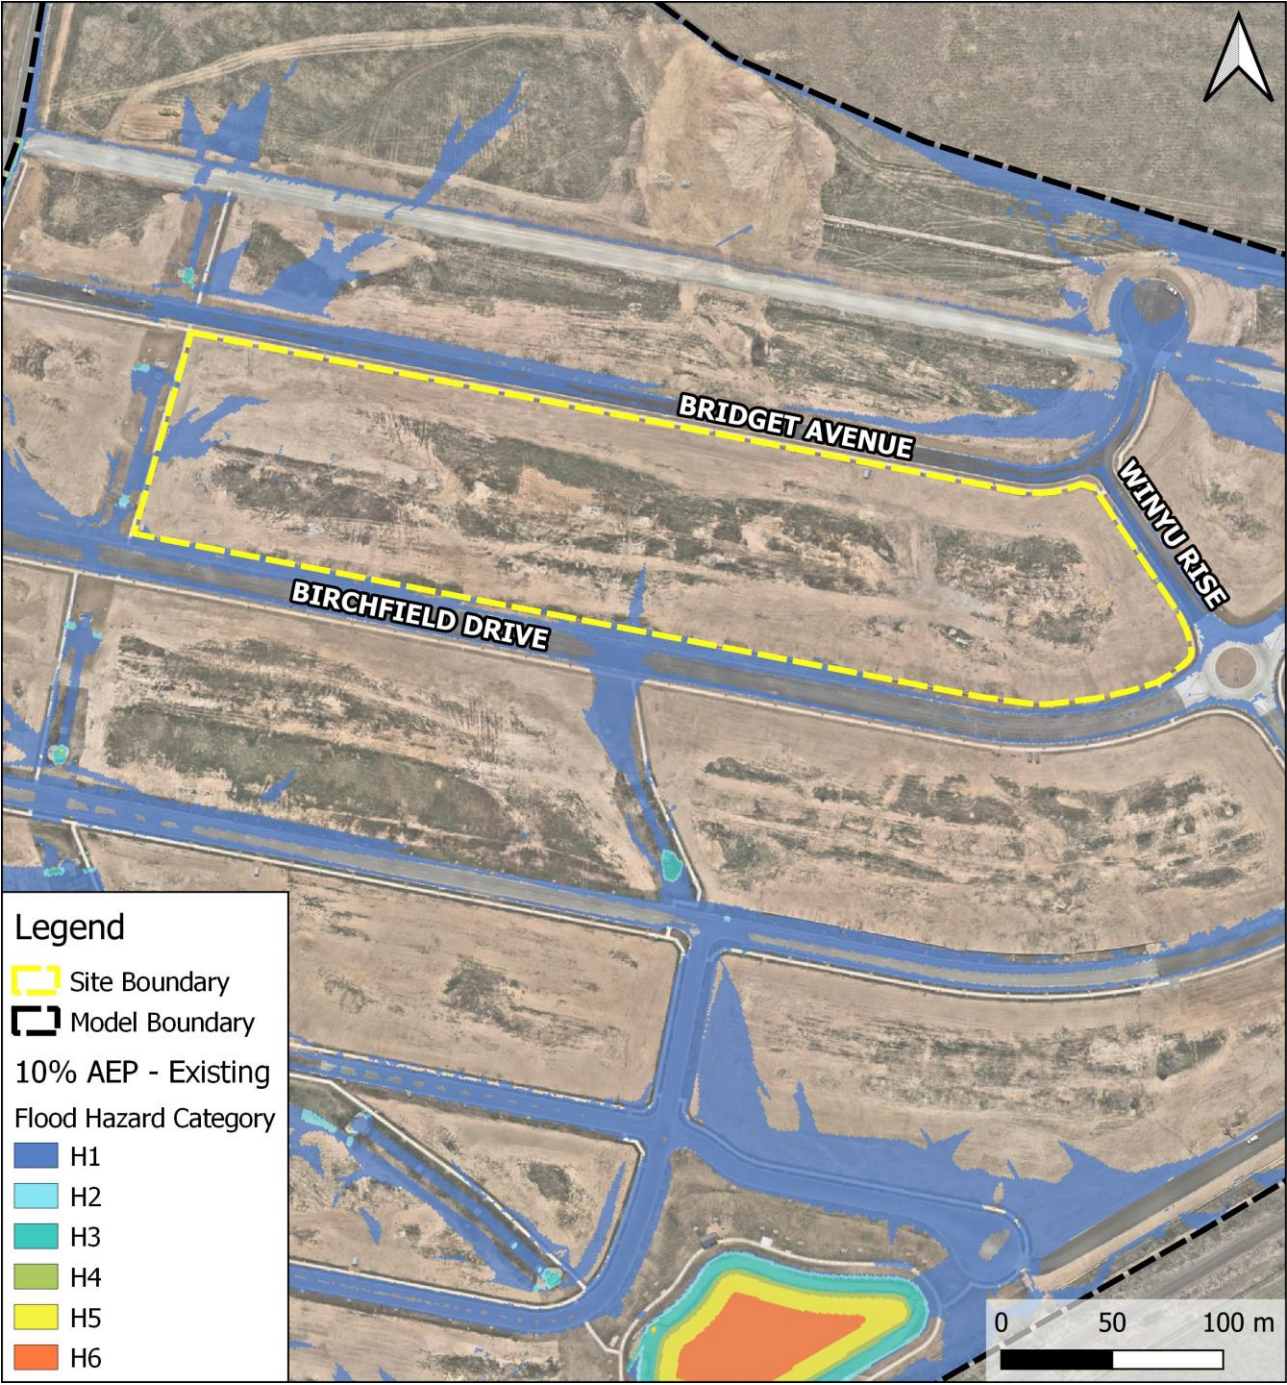 BRIDGET AVENUE
WINYU RISE
BIRCHFIELD DRIVE
Legend
Site Boundary
Model Boundary
10% AEP - Existing
Flood Hazard Category
H1
H2
H3
H4
H5
H6
0 50 100 m